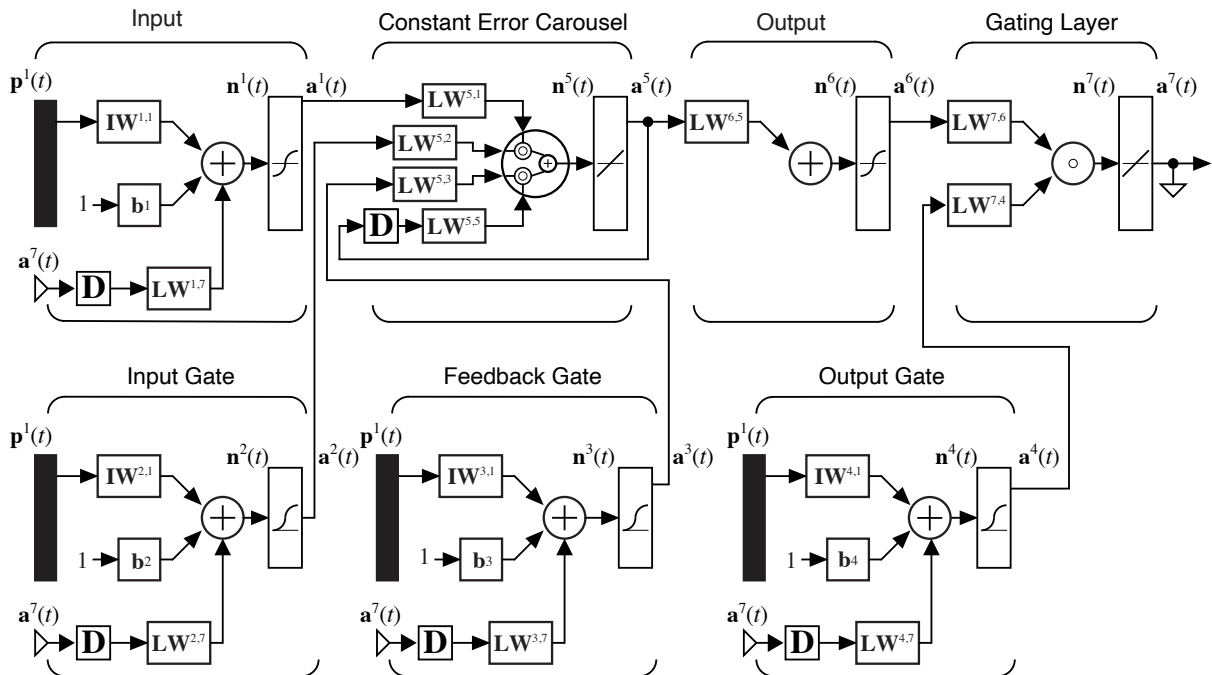 Input
Constant Error Carousel
Output
Gating Layer
p¹(t)
n¹(t)
a¹(t)
n⁵(t)
a⁵(t)
n⁶(t)
a⁶(t)
n⁷(t)
a⁷(t)
IW¹,¹
LW⁵,¹
LW⁵,²
LW⁵,³
LW⁵,⁵
LW⁶,⁵
LW⁷,⁶
LW⁷,⁴
1
b1
D
a⁷(t)
D
LW¹,⁷
Input Gate
Feedback Gate
Output Gate
p¹(t)
n²(t)
a²(t)
p¹(t)
n³(t)
a³(t)
p¹(t)
n⁴(t)
a⁴(t)
IW²,¹
IW³,¹
IW⁴,¹
1
b2
1
b3
1
b4
a⁷(t)
D
LW²,⁷
a⁷(t)
D
LW³,⁷
a⁷(t)
D
LW⁴,⁷